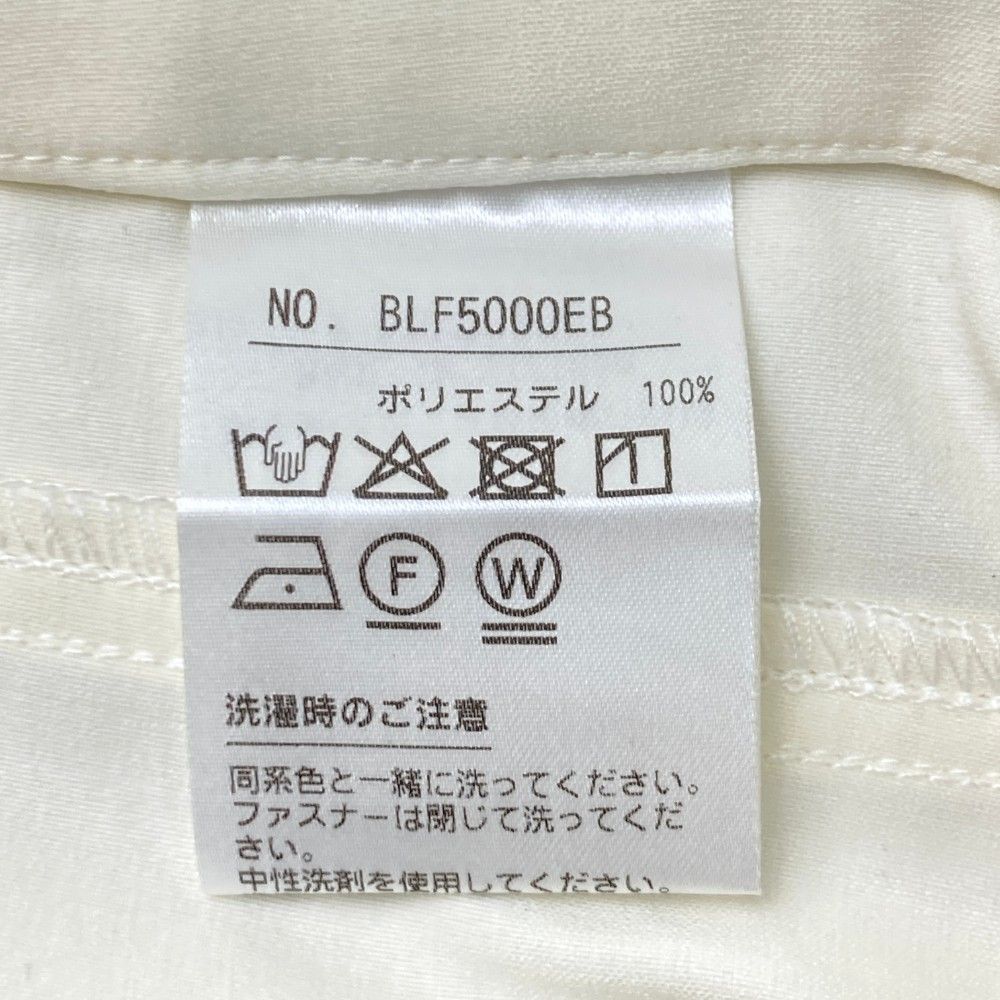 NO. BLF5000EB
ポリエステル 100%
F W
洗濯時のご注意
同系色と一緒に洗ってください。
ファスナーは閉じて洗ってくだ
さい。
中性洗剤を使用してください。